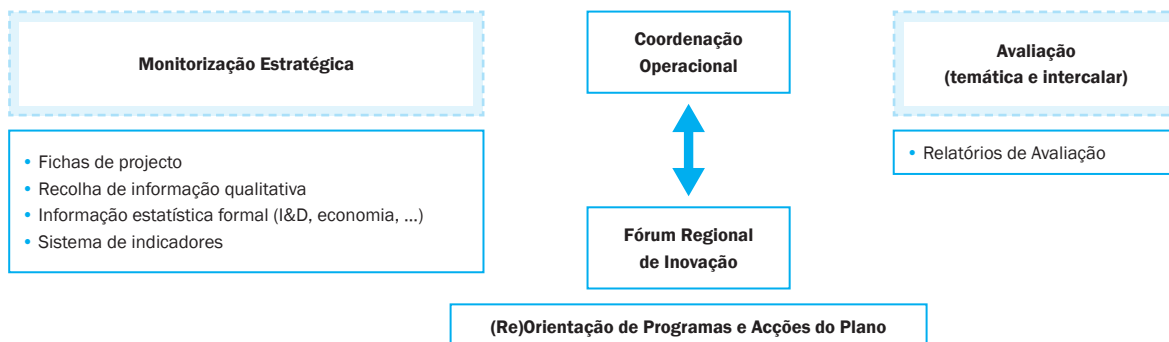 Monitorização Estratégica
• Fichas de projecto
• Recolha de informação qualitativa
• Informação estatística formal (I&D, economia, ...)
• Sistema de indicadores
Coordenação
Operacional
Fórum Regional
de Inovação
Avaliação
(temática e intercalar)
• Relatórios de Avaliação
(Re)Orientação de Programas e Acções do Plano